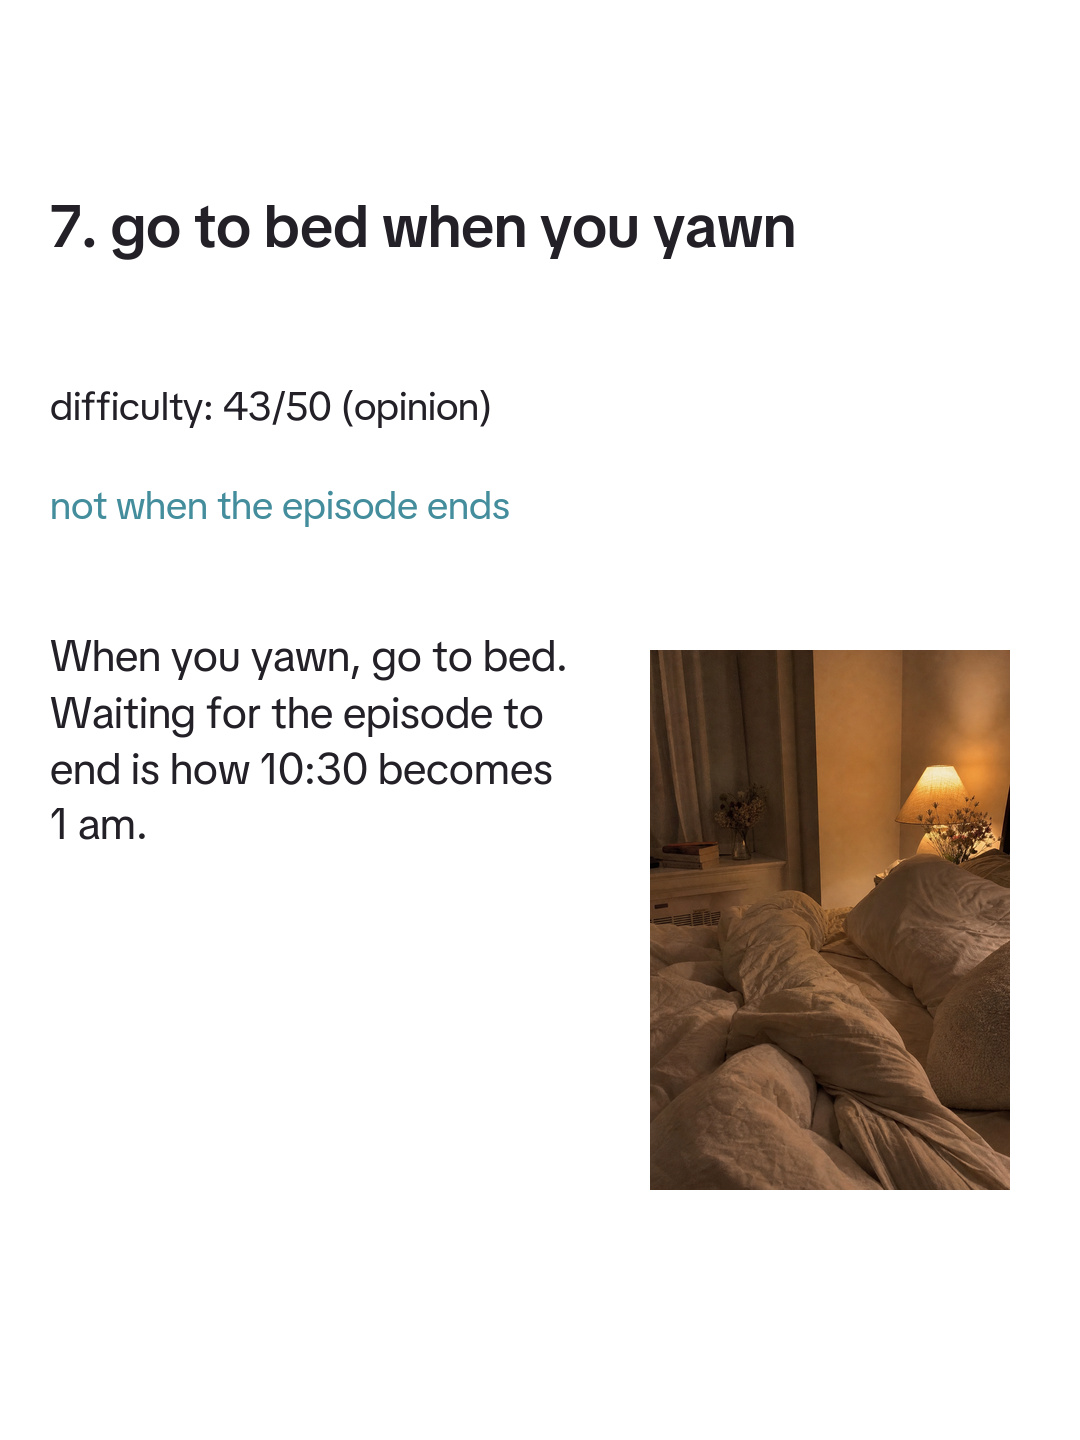 7. go to bed when you yawn
difficulty: 43/50 (opinion)
not when the episode ends
When you yawn, go to bed.
Waiting for the episode to
end is how 10:30 becomes
1 am.